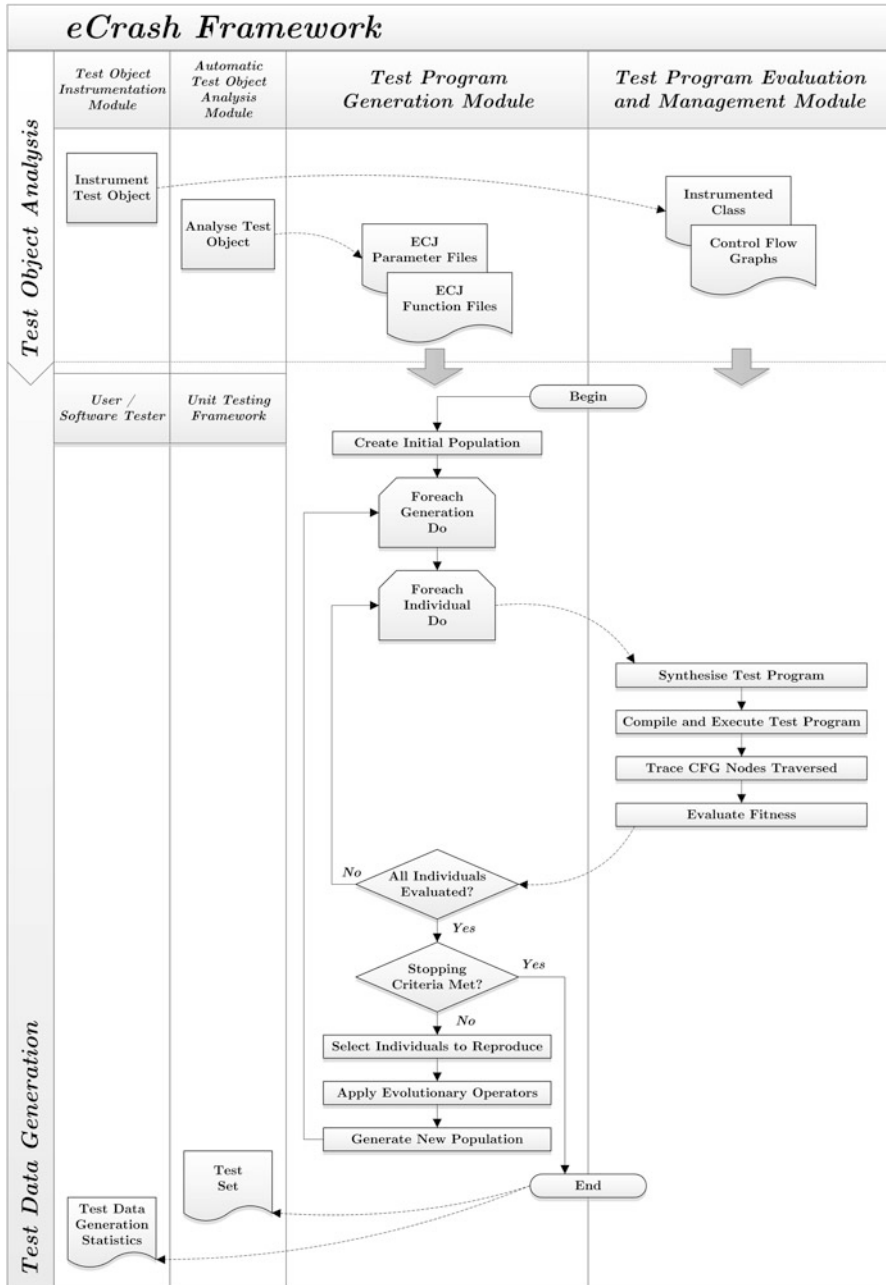 eCrash Framework
Test Object
Instrumentation
Module
Automatic
Test Object
Analysis
Module
Test Program
Generation Module
Test Program Evaluation
and Management Module
Test Object Analysis
Instrument
Test Object
Analyse Test
Object
ECJ
Parameter Files
ECJ
Function Files
Instrumented
Class
Control Flow
Graphs
User /
Software Tester
Unit Testing
Framework
Begin
Create Initial Population
Foreach
Generation
Do
Foreach
Individual
Do
Synthesise Test Program
Compile and Execute Test Program
Trace CFG Nodes Traversed
Evaluate Fitness
No
All Individuals
Evaluated?
Yes
Stopping
Criteria Met?
Yes
No
Select Individuals to Reproduce
Apply Evolutionary Operators
Generate New Population
Test Data Generation
Test
Set
End
Test Data
Generation
Statistics